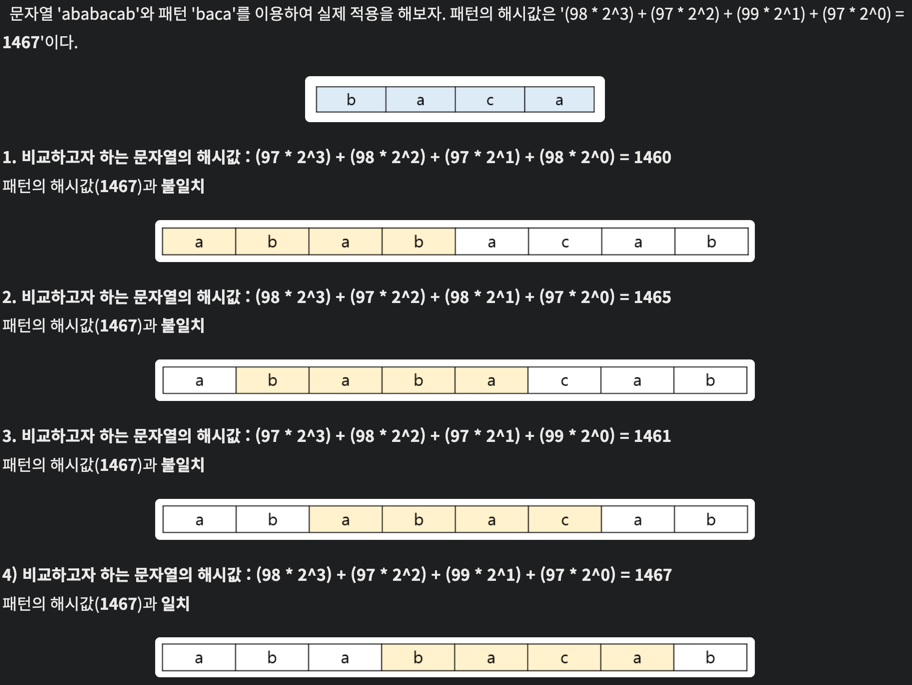 문자열 'ababacab'와 패턴 'baca'를 이용하여 실제 적용을 해보자. 패턴의 해시값은 '(98 * 2^3) + (97 * 2^2) + (99 * 2^1) + (97 * 2^0) =
1467'이다.
b a c a
1. 비교하고자 하는 문자열의 해시값 : (97 * 2^3) + (98 * 2^2) + (97 * 2^1) + (98 * 2^0) = 1460
패턴의 해시값(1467)과 불일치
a b a b a c a b
2. 비교하고자 하는 문자열의 해시값 : (98 * 2^3) + (97 * 2^2) + (98 * 2^1) + (97 * 2^0) = 1465
패턴의 해시값(1467)과 불일치
a b a b a c a b
3. 비교하고자 하는 문자열의 해시값 : (97 * 2^3) + (98 * 2^2) + (97 * 2^1) + (99 * 2^0) = 1461
패턴의 해시값(1467)과 불일치
a b a b a c a b
4) 비교하고자 하는 문자열의 해시값 : (98 * 2^3) + (97 * 2^2) + (99 * 2^1) + (97 * 2^0) = 1467
패턴의 해시값(1467)과 일치
a b a b a c a b